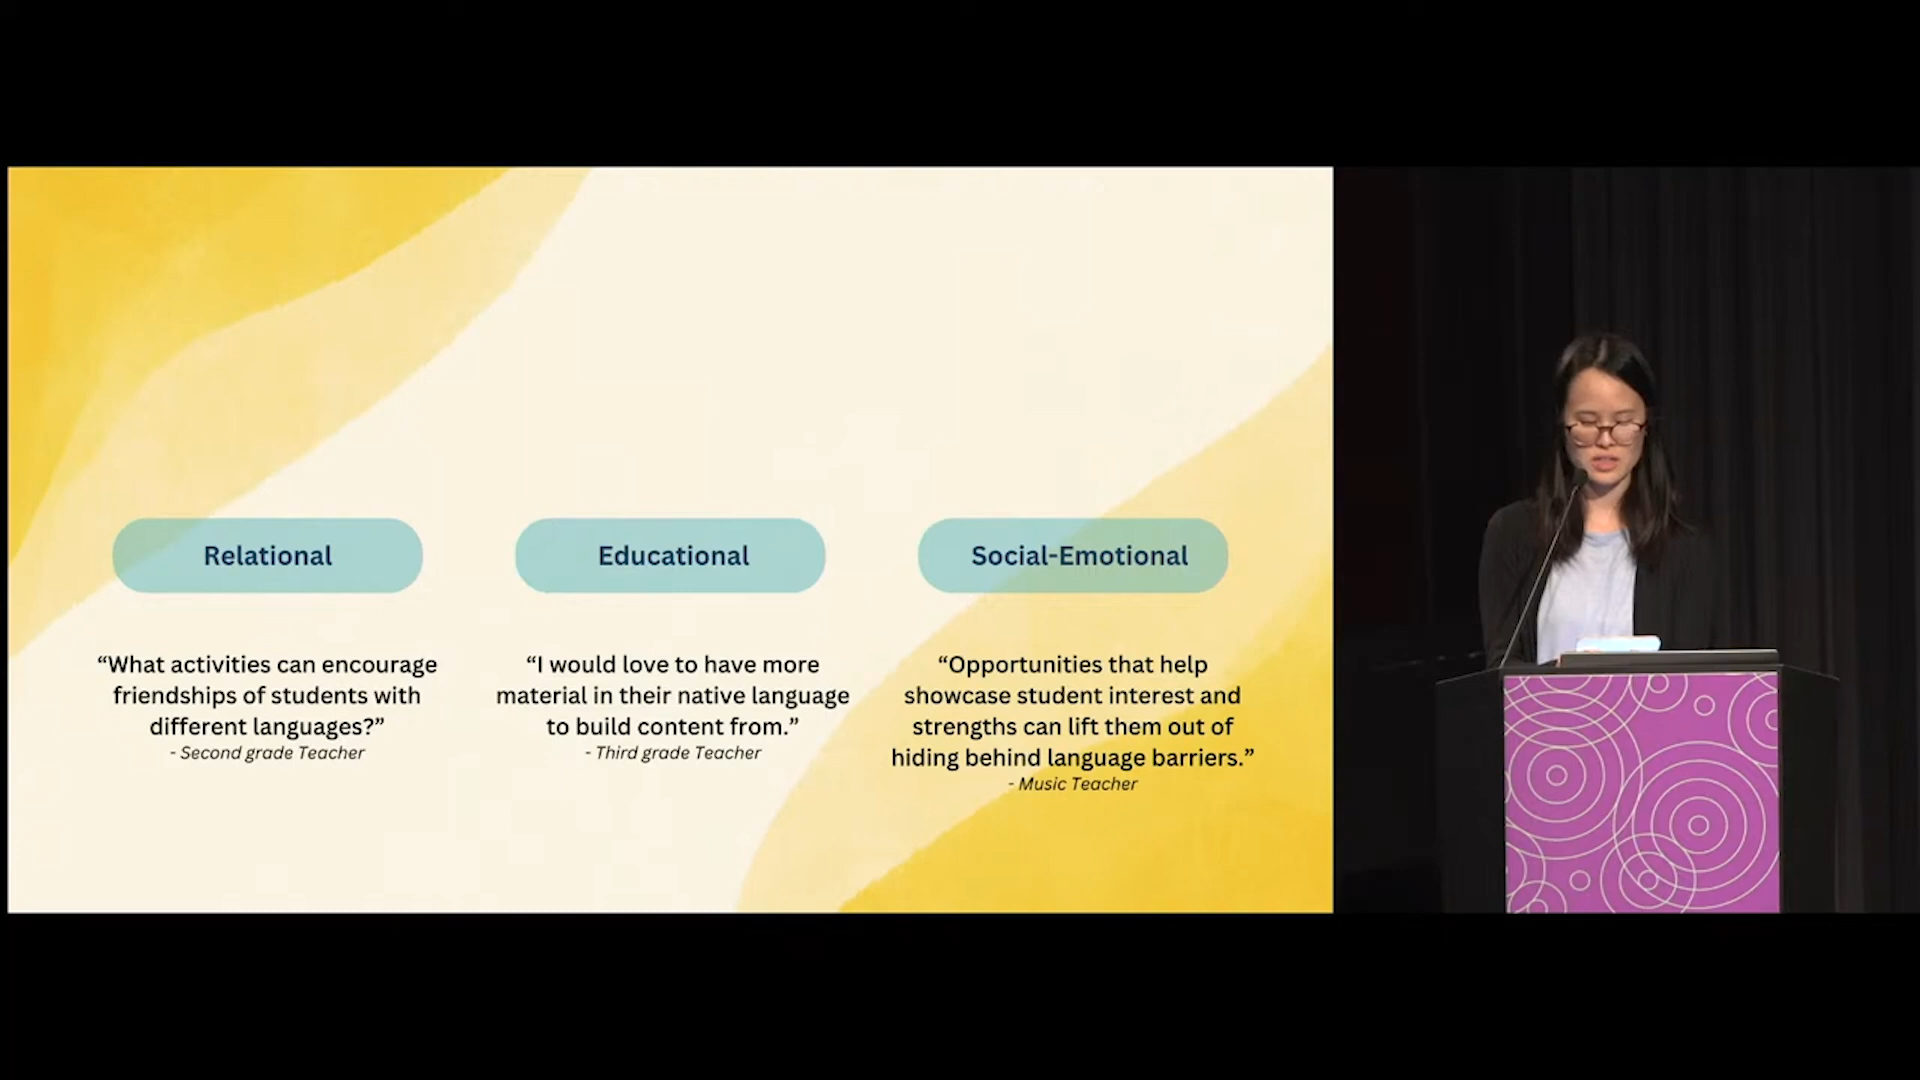 Relational
“What activities can encourage
friendships of students with
different languages?”
- Second grade Teacher
Educational
“I would love to have more
material in their native language
to build content from.”
- Third grade Teacher
Social-Emotional
“Opportunities that help
showcase student interest and
strengths can lift them out of
hiding behind language barriers.”
- Music Teacher